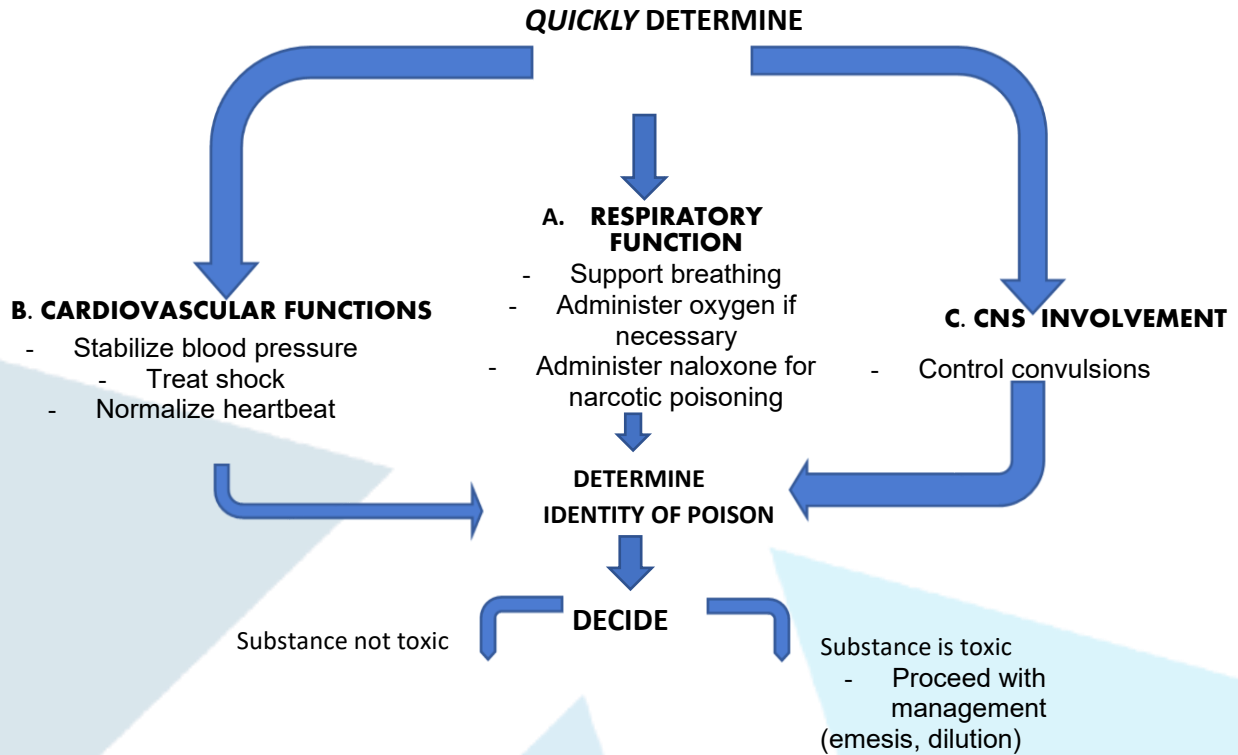 QUICKLY DETERMINE
A. RESPIRATORY
FUNCTION
- Support breathing
- Administer oxygen if
necessary
- Administer naloxone for
narcotic poisoning
B. CARDIOVASCULAR FUNCTIONS
- Stabilize blood pressure
- Treat shock
- Normalize heartbeat
C. CNS INVOLVEMENT
- Control convulsions
DETERMINE
IDENTITY OF POISON
DECIDE
Substance not toxic
Substance is toxic
- Proceed with
management
(emesis, dilution)